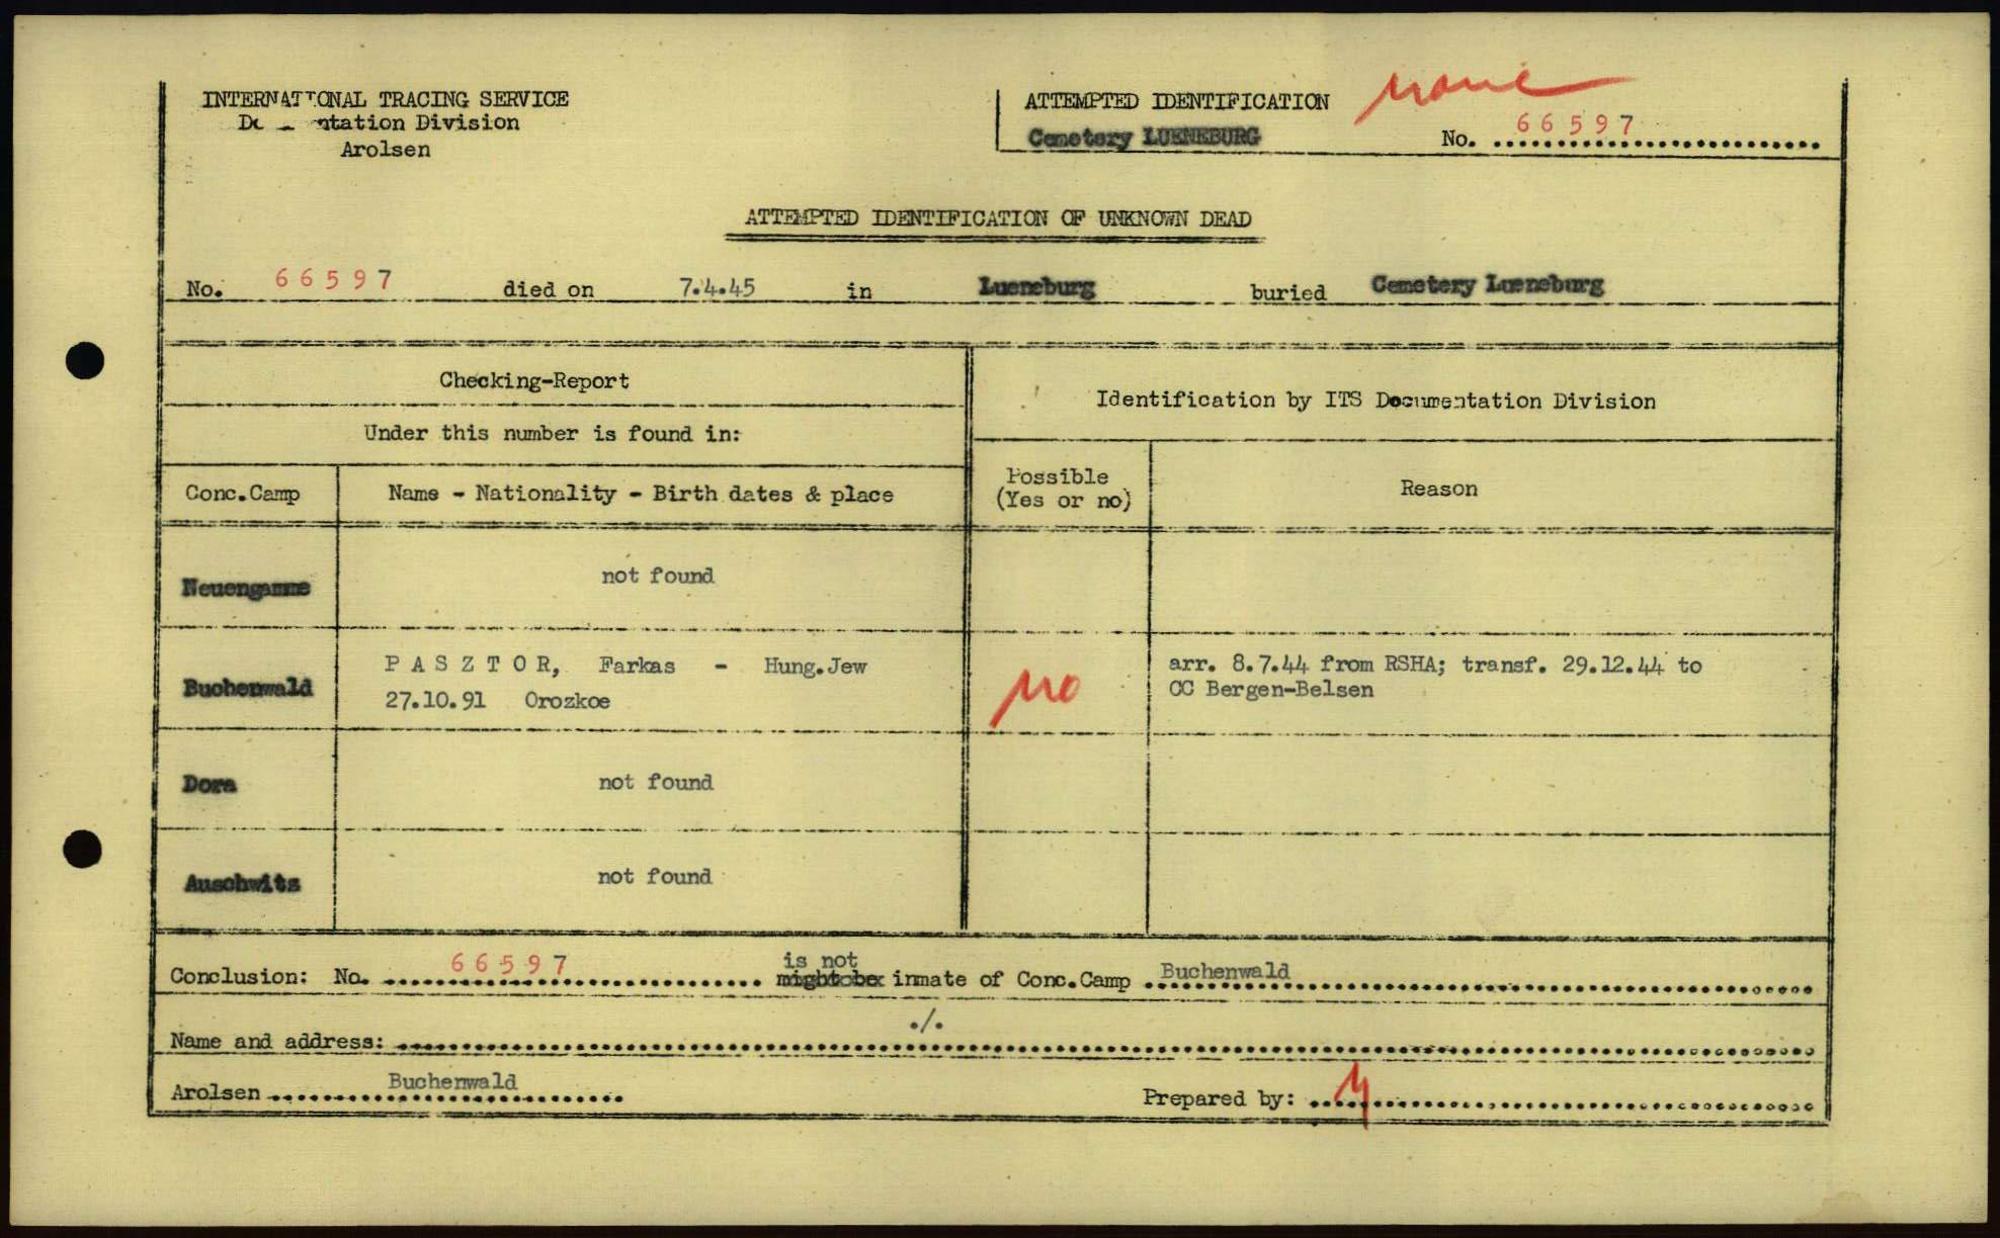 INTERNATIONAL TRACING SERVICE
Documentation Division
Arolsen
ATTEMPTED IDENTIFICATION
Cemetery LUENEBURG
No. 66597
ATTEMPTED IDENTIFICATION OF UNKNOWN DEAD
No. 66597 died on 7.4.45 in Lueneburg buried Cemetery Lueneburg
Checking-Report
Under this number is found in:
Identification by ITS Documentation Division
Conc.Camp
Name - Nationality - Birth dates & place
Possible
(Yes or no)
Reason
Neuengamme
not found
Buchenwald
P A S Z T O R, Farkas - Hung.Jew
27.10.91 Orozkoe
no
arr. 8.7.44 from RSHA; transf. 29.12.44 to
CC Bergen-Belsen
Dora
not found
Auschwitz
not found
is not
Conclusion: No. 66597 might be inmate of Conc.Camp Buchenwald
Name and address: ./.
Arolsen Buchenwald
Prepared by: